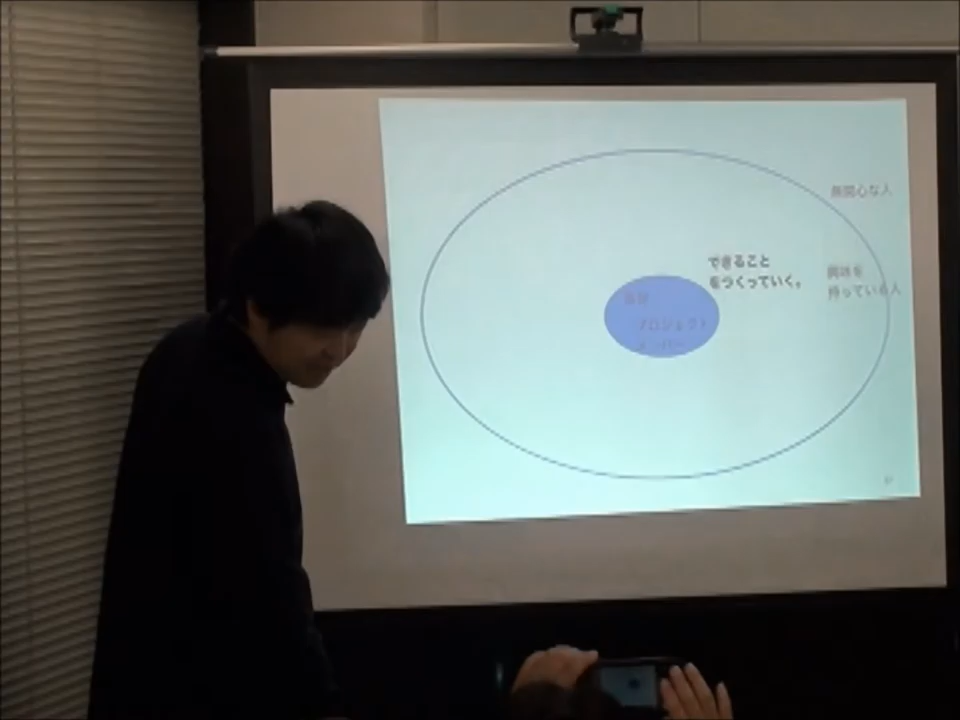 無関心な人
できること
をつくっていく。
興味を
持っている人
プロジェクト